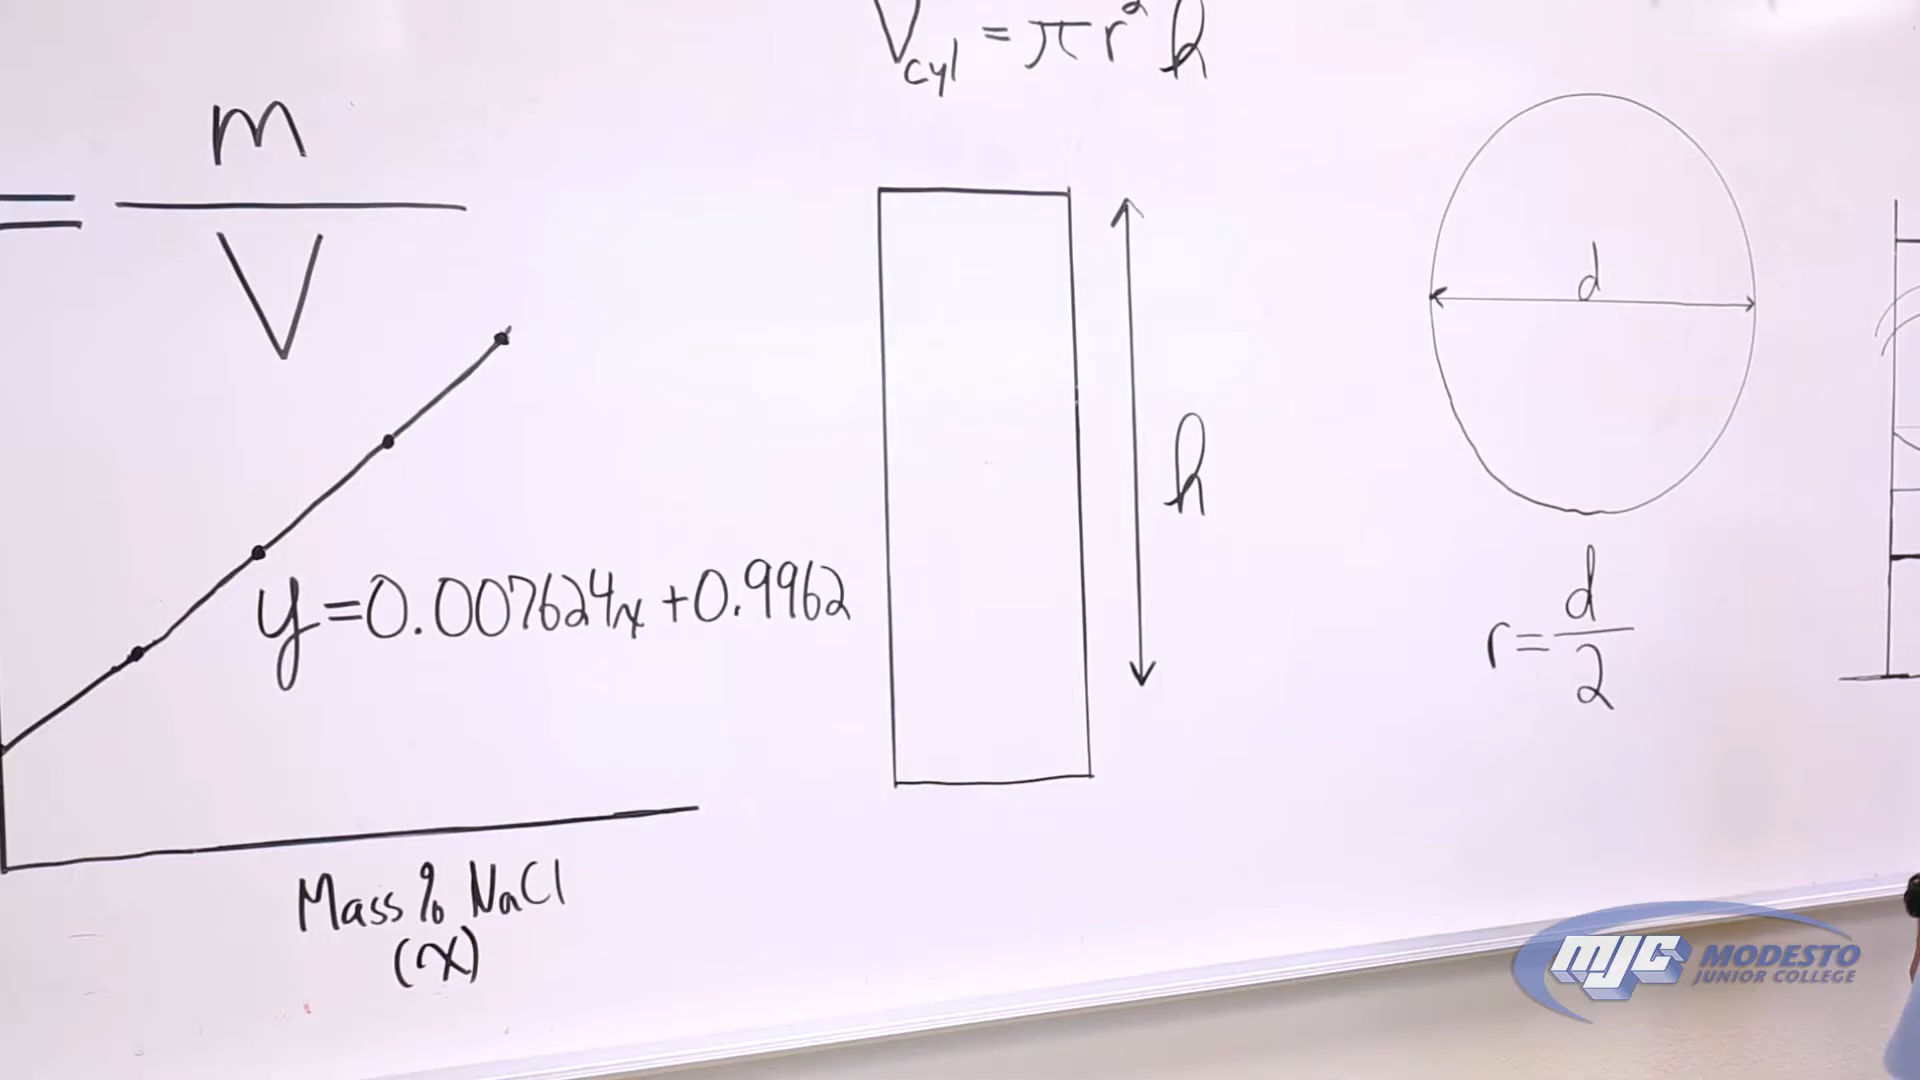 V_cyl = πr²h
= m/V
d
h
y=0.007624x+0.9962
r=d/2
Mass % NaCl
(x)
MJC MODESTO
JUNIOR COLLEGE